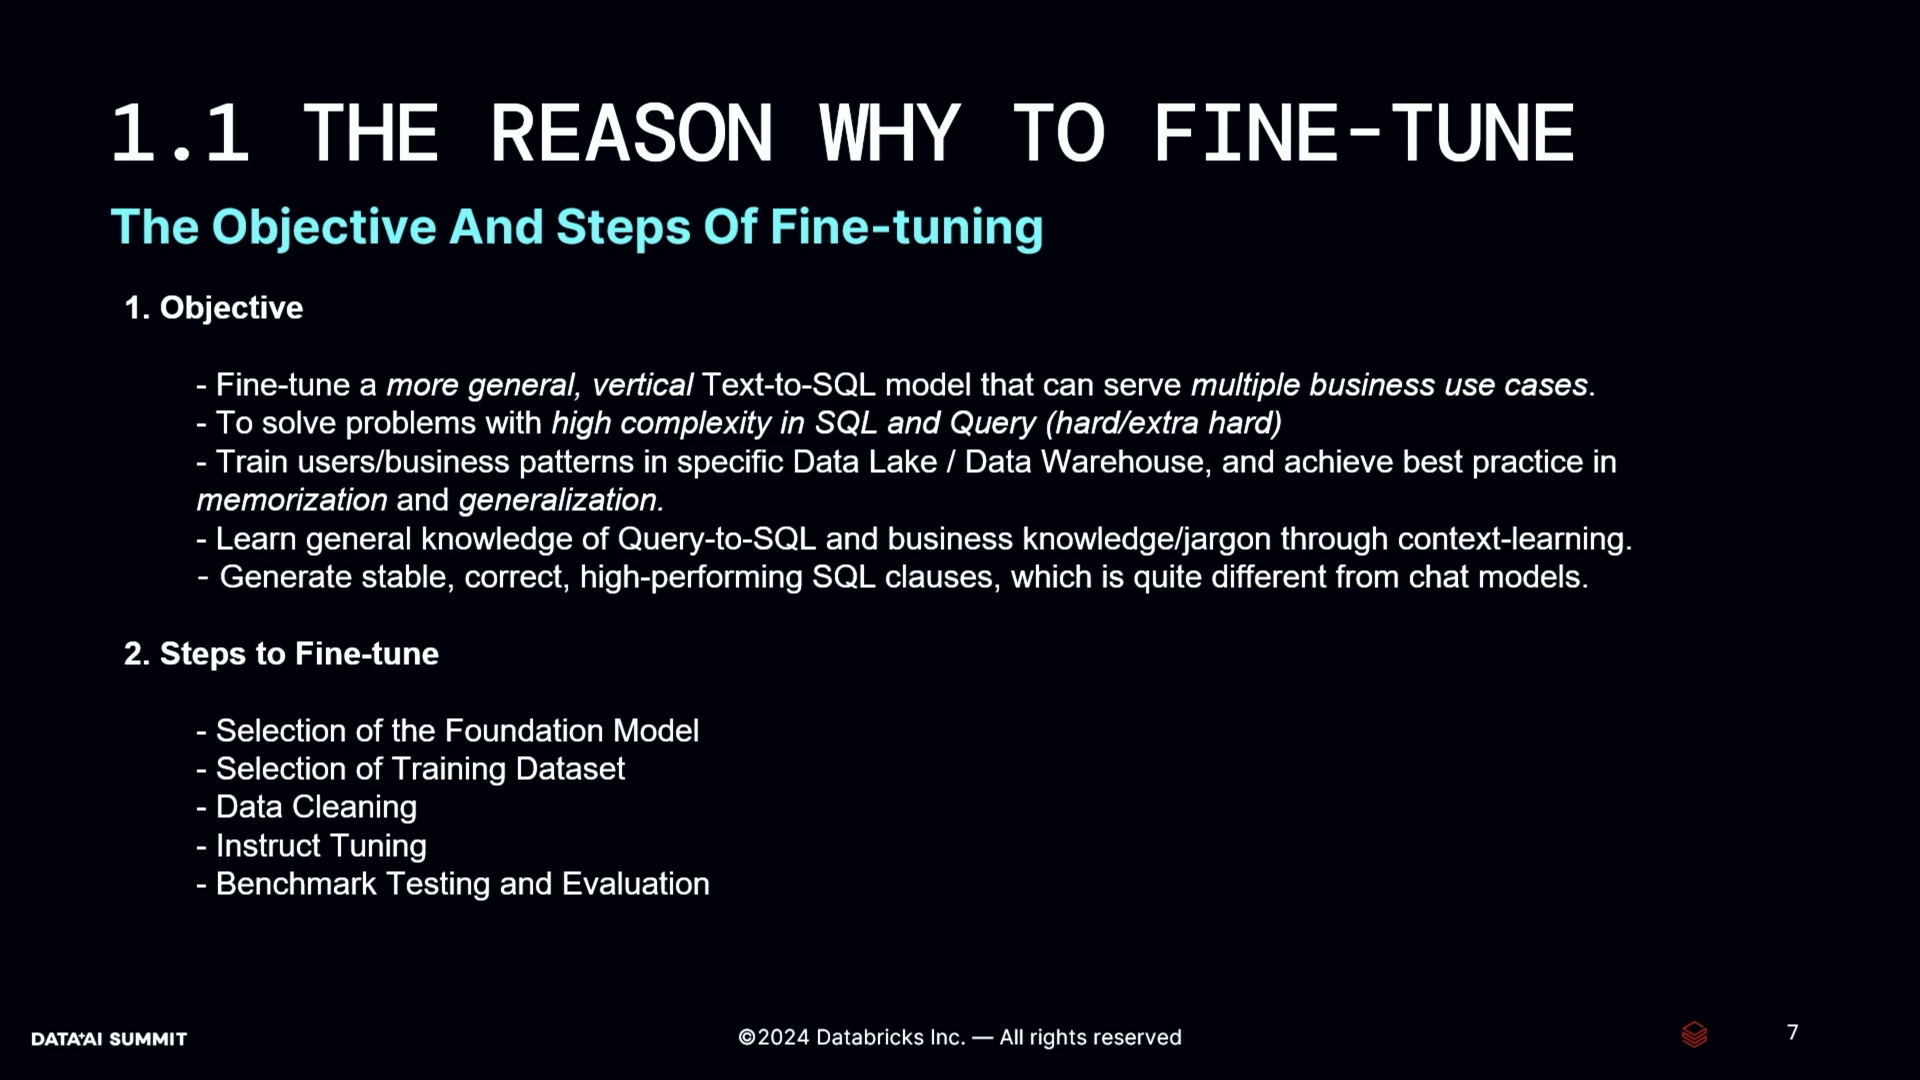 1.1 THE REASON WHY TO FINE-TUNE
The Objective And Steps Of Fine-tuning
1. Objective
- Fine-tune a more general, vertical Text-to-SQL model that can serve multiple business use cases.
- To solve problems with high complexity in SQL and Query (hard/extra hard)
- Train users/business patterns in specific Data Lake / Data Warehouse, and achieve best practice in
memorization and generalization.
- Learn general knowledge of Query-to-SQL and business knowledge/jargon through context-learning.
- Generate stable, correct, high-performing SQL clauses, which is quite different from chat models.
2. Steps to Fine-tune
- Selection of the Foundation Model
- Selection of Training Dataset
- Data Cleaning
- Instruct Tuning
- Benchmark Testing and Evaluation
DATA+AI SUMMIT
©2024 Databricks Inc. — All rights reserved
7